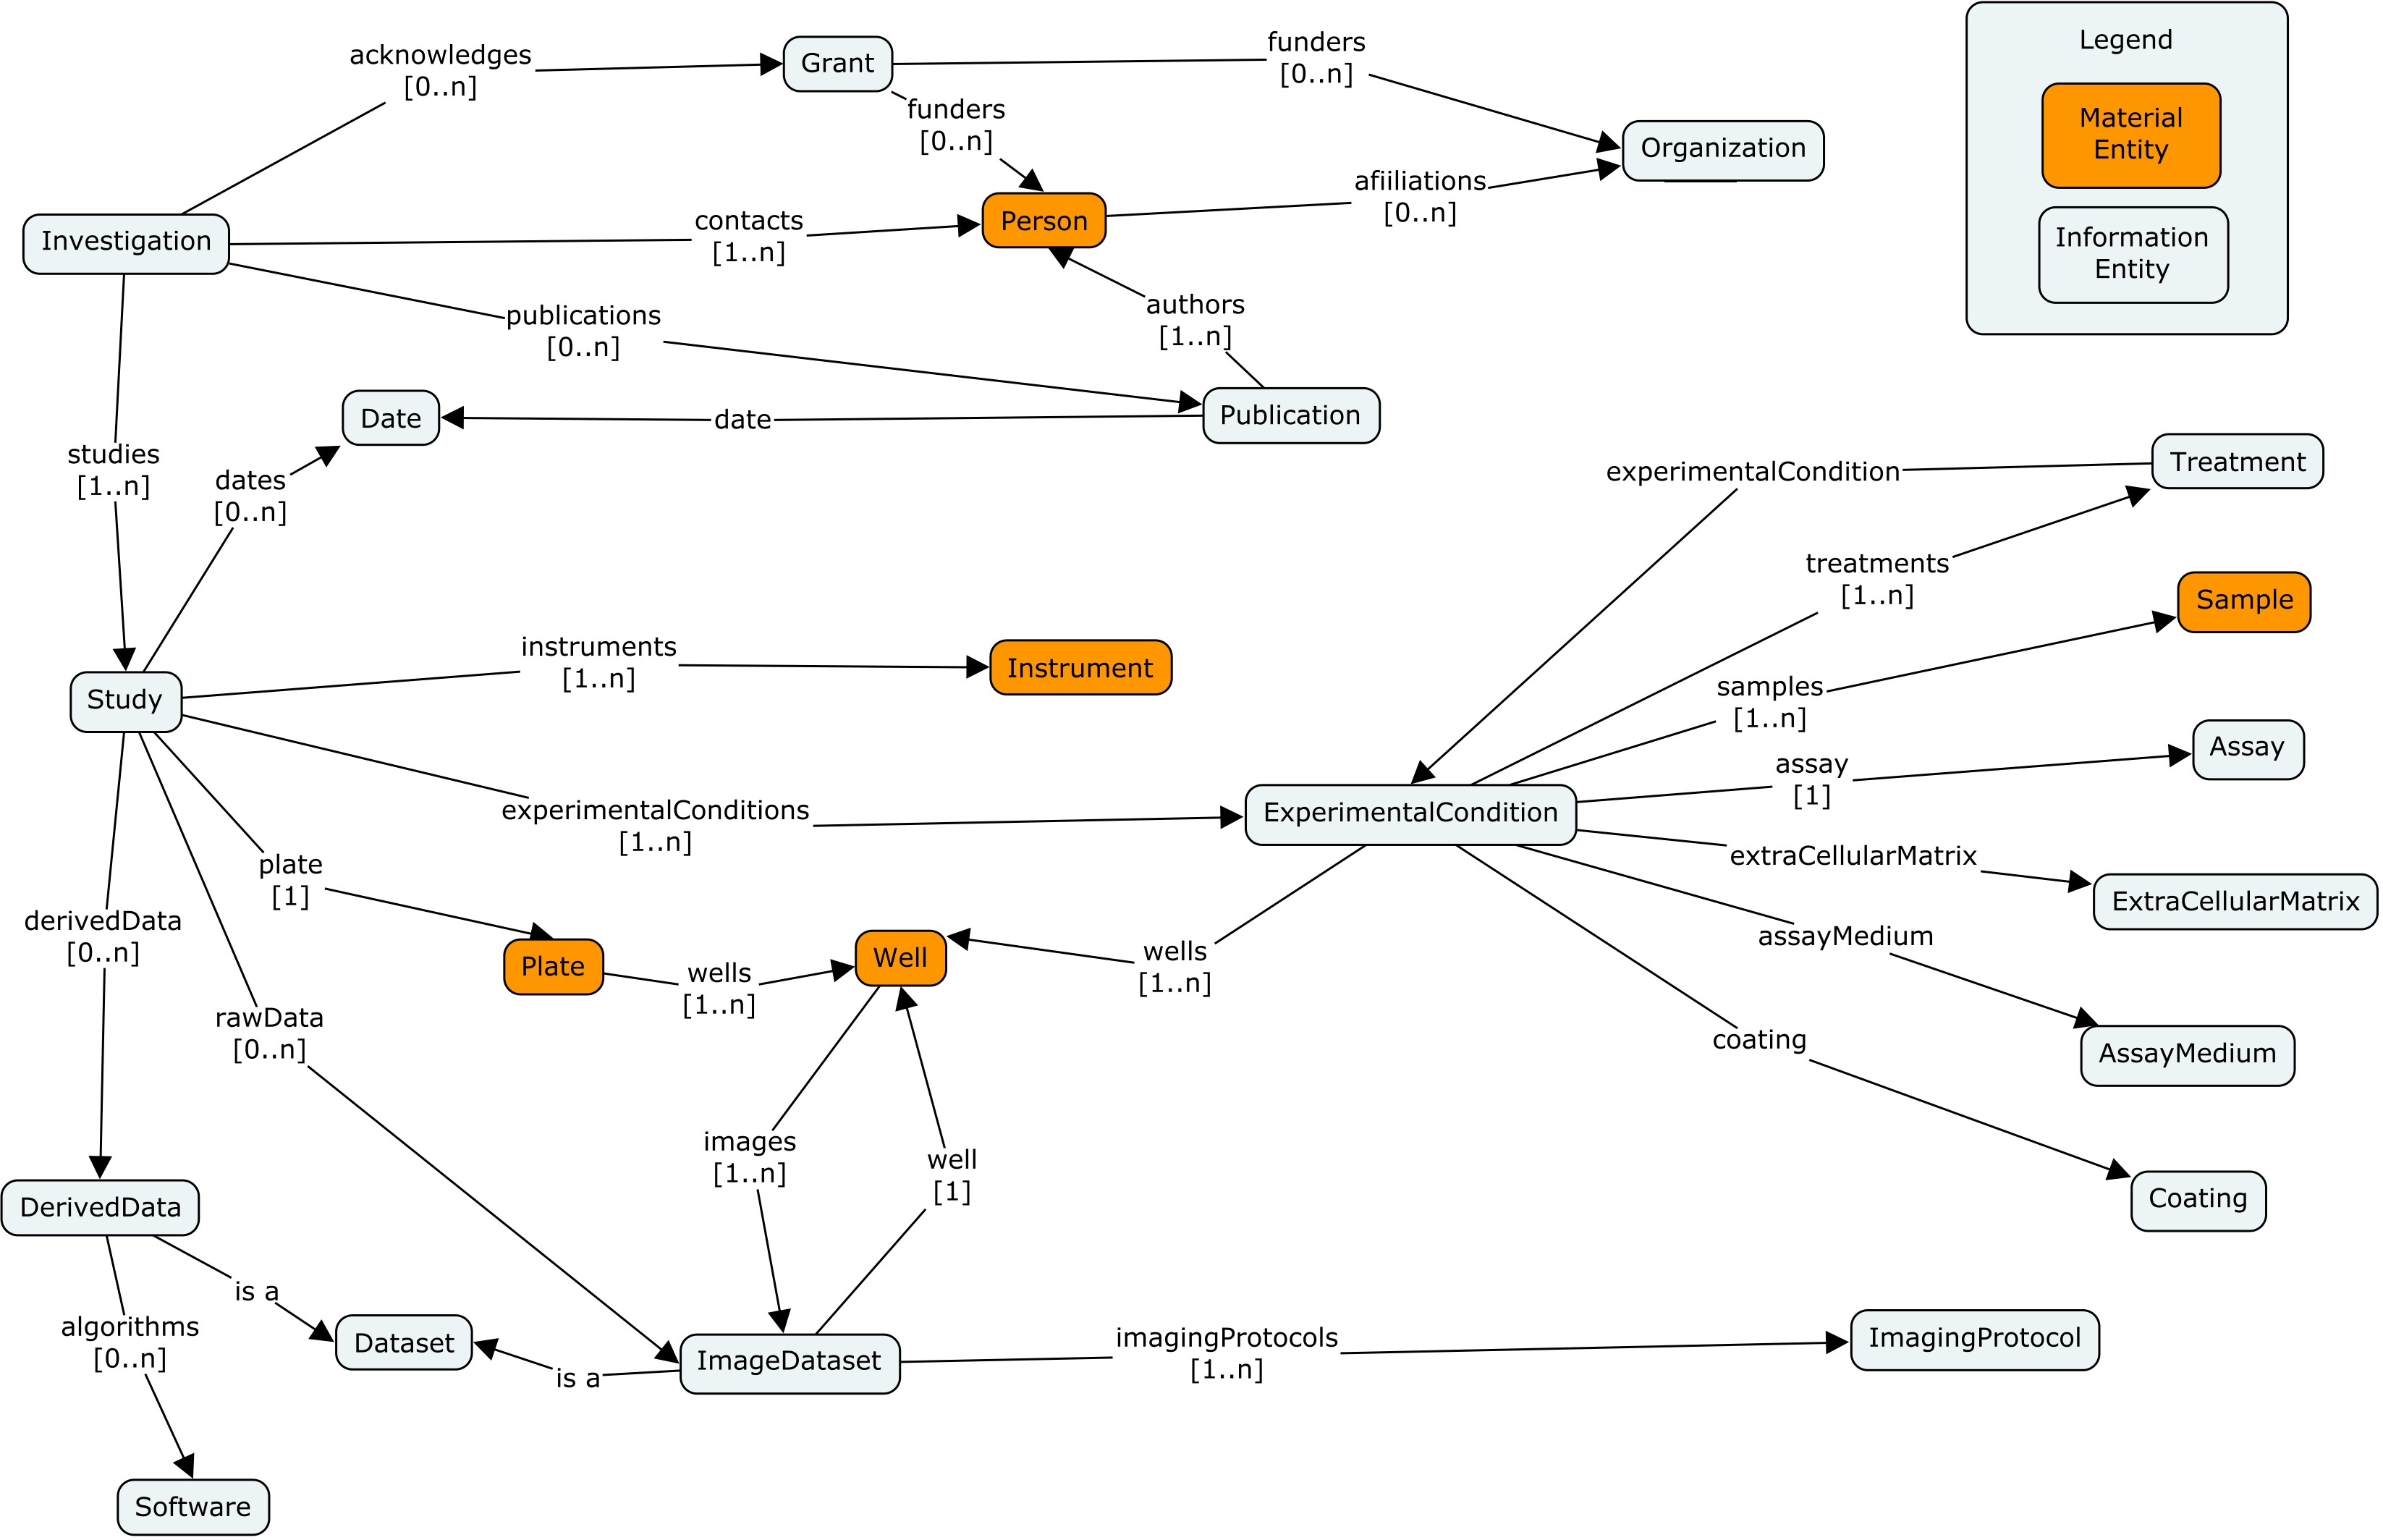 acknowledges
[0..n]
Grant
funders
[0..n]
Legend
Material
Entity
Information
Entity
funders
[0..n]
Organization
Investigation
contacts
[1..n]
Person
afiiliations
[0..n]
publications
[0..n]
authors
[1..n]
Date
date
Publication
studies
[1..n]
dates
[0..n]
experimentalCondition
Treatment
treatments
[1..n]
Sample
instruments
[1..n]
Instrument
Study
samples
[1..n]
Assay
assay
[1]
experimentalConditions
[1..n]
ExperimentalCondition
extraCellularMatrix
ExtraCellularMatrix
plate
[1]
derivedData
[0..n]
Plate
wells
[1..n]
Well
wells
[1..n]
assayMedium
AssayMedium
rawData
[0..n]
coating
images
[1..n]
well
[1]
Coating
DerivedData
is a
algorithms
[0..n]
Dataset
is a
ImageDataset
imagingProtocols
[1..n]
ImagingProtocol
Software